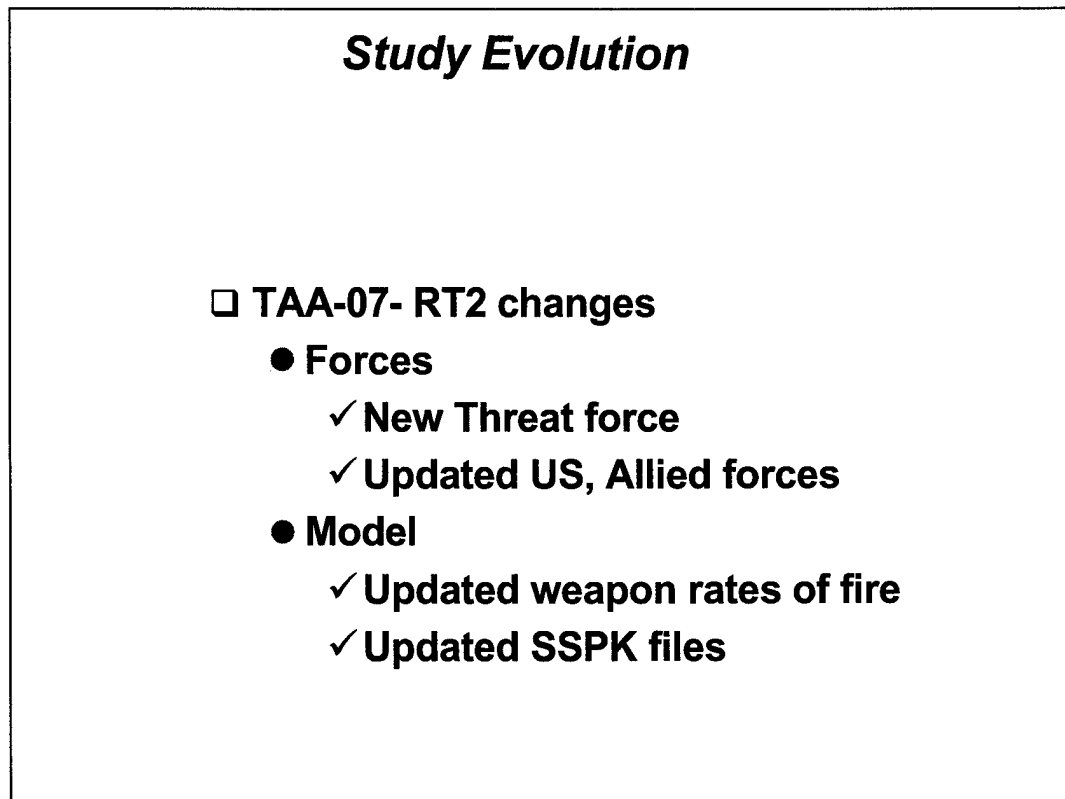 Study Evolution
❑ TAA-07- RT2 changes
● Forces
✓ New Threat force
✓ Updated US, Allied forces
● Model
✓ Updated weapon rates of fire
✓ Updated SSPK files